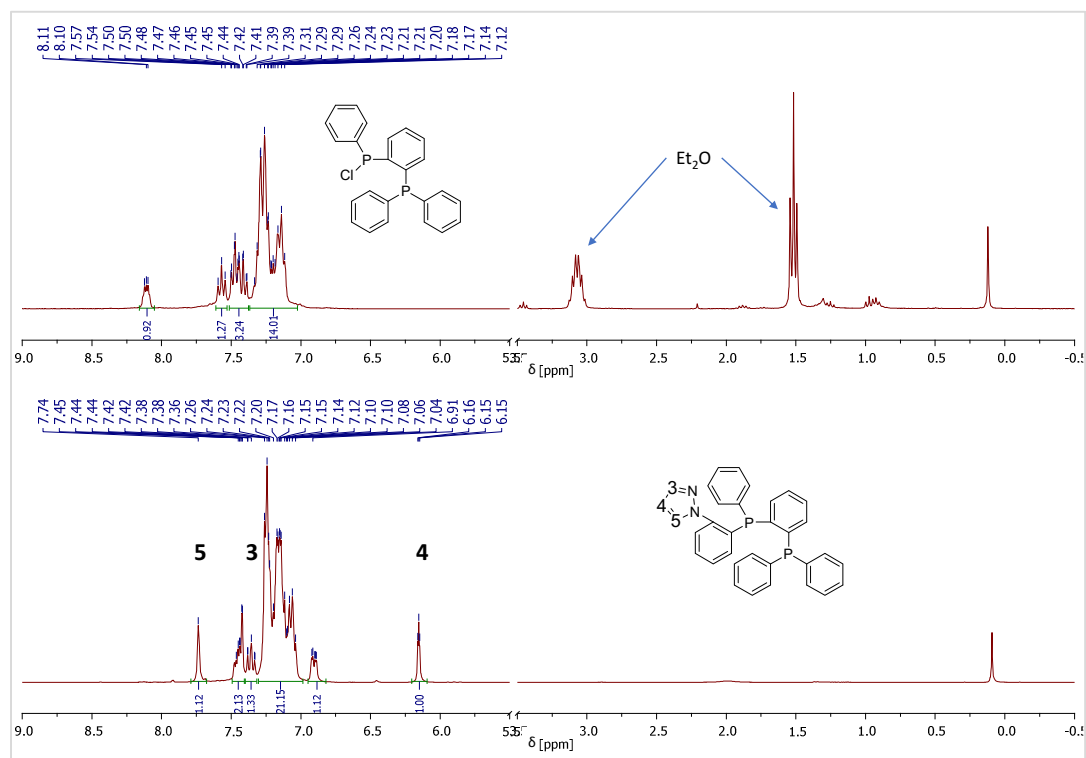 8.11 8.10 7.57 7.54 7.50 7.50 7.48 7.47 7.46 7.45 7.45 7.44 7.42 7.41 7.39 7.39 7.31 7.29 7.29 7.26 7.24 7.23 7.21 7.21 7.20 7.18 7.17 7.14 7.12
Et2O
P
Cl
P
0.92 1.27 3.24 14.01
9.0 8.5 8.0 7.5 7.0 6.5 6.0 3.0 2.5 2.0 1.5 1.0 0.5 0.0
δ [ppm]
7.74 7.45 7.44 7.44 7.42 7.42 7.38 7.38 7.36 7.26 7.24 7.23 7.22 7.20 7.17 7.16 7.15 7.15 7.14 7.12 7.10 7.10 7.08 7.06 7.04 6.91 6.16 6.15 6.15
3 N
4 N P
5
P
5 3 4
1.12 2.13 1.33 21.15 1.12 1.00
9.0 8.5 8.0 7.5 7.0 6.5 6.0 3.0 2.5 2.0 1.5 1.0 0.5 0.0
δ [ppm]